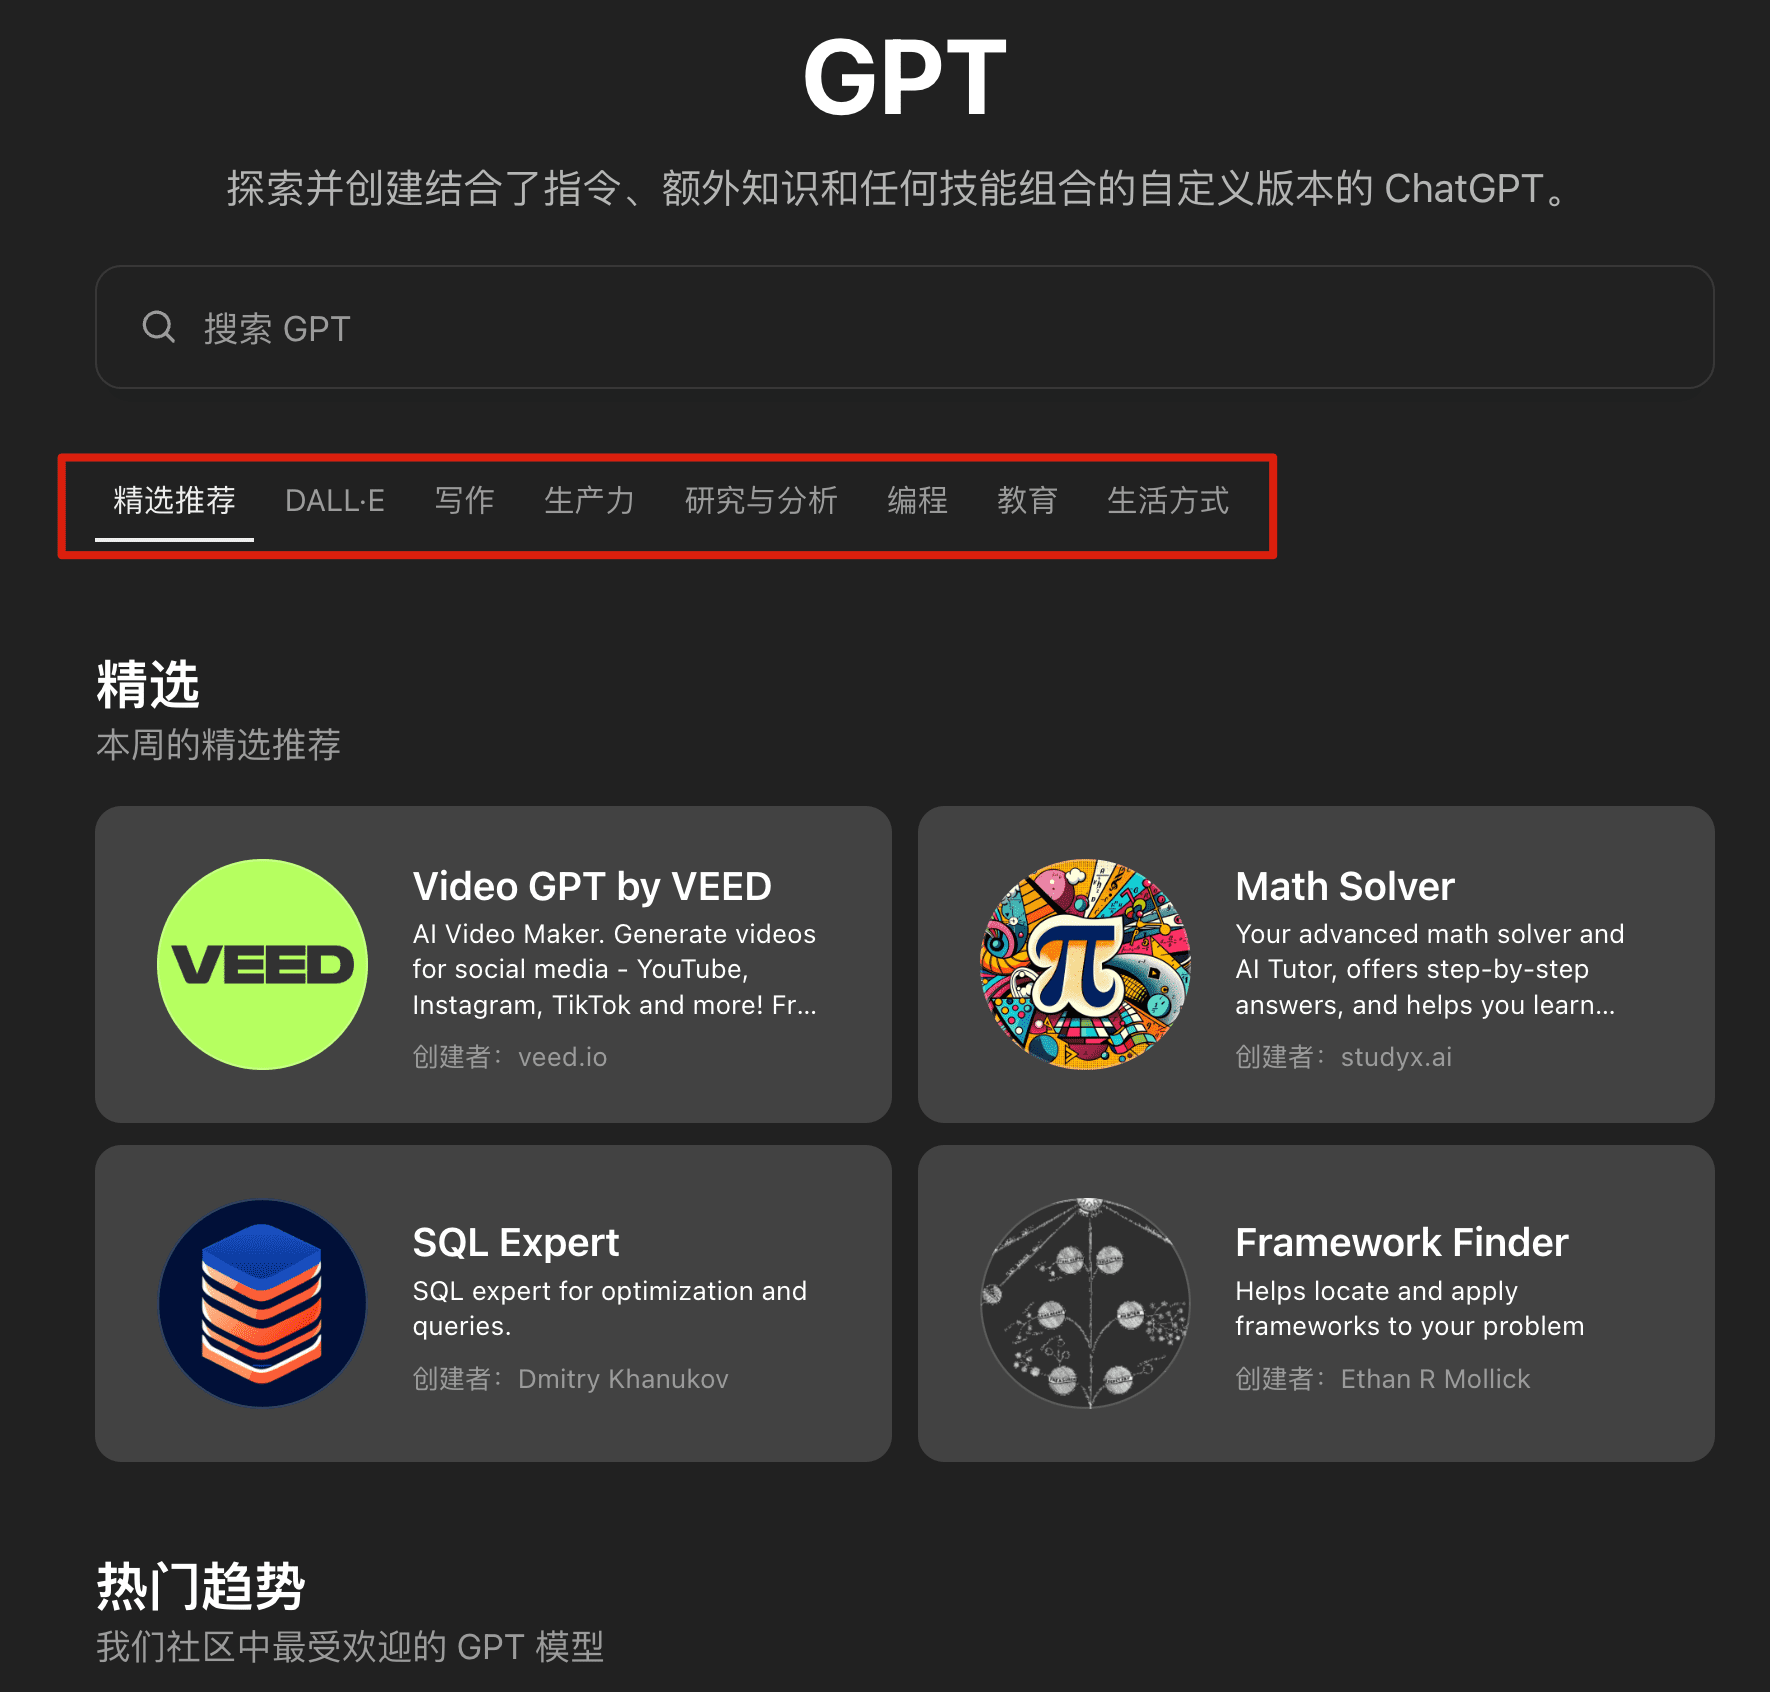 GPT
探索并创建结合了指令、额外知识和任何技能组合的自定义版本的 ChatGPT。
搜索 GPT
精选推荐 DALL·E 写作 生产力 研究与分析 编程 教育 生活方式
精选
本周的精选推荐
VEED
Video GPT by VEED
AI Video Maker. Generate videos
for social media - YouTube,
Instagram, TikTok and more! Fr...
创建者：veed.io
π
Math Solver
Your advanced math solver and
AI Tutor, offers step-by-step
answers, and helps you learn...
创建者：studyx.ai
SQL Expert
SQL expert for optimization and
queries.
创建者：Dmitry Khanukov
Framework Finder
Helps locate and apply
frameworks to your problem
创建者：Ethan R Mollick
热门趋势
我们社区中最受欢迎的 GPT 模型